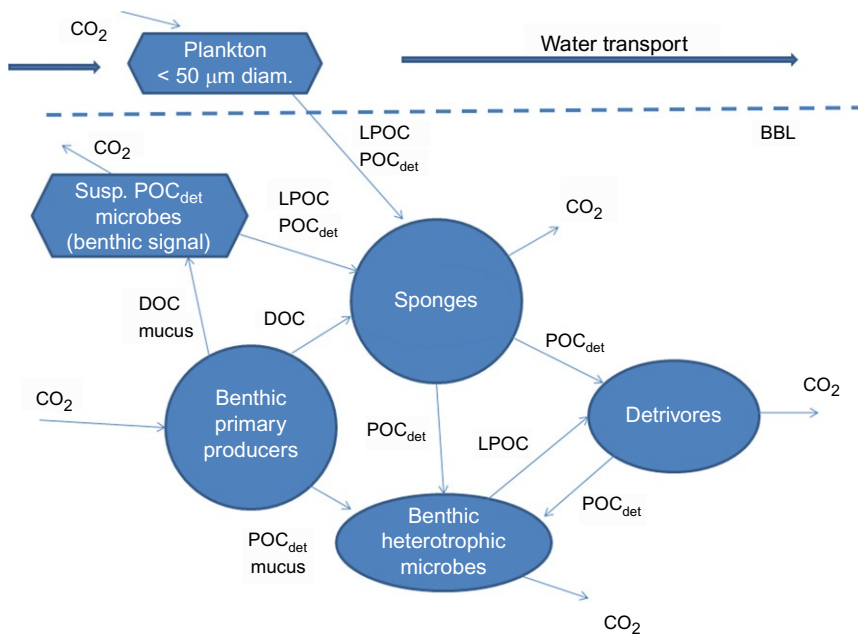 CO2
Plankton
< 50 μm diam.
Water transport
BBL
LPOC
POCdet
CO2
Susp. POCdet
microbes
(benthic signal)
LPOC
POCdet
CO2
Sponges
DOC
mucus
DOC
POCdet
CO2
Benthic
primary
producers
CO2
Detrivores
POCdet
LPOC
POCdet
POCdet
mucus
Benthic
heterotrophic
microbes
CO2